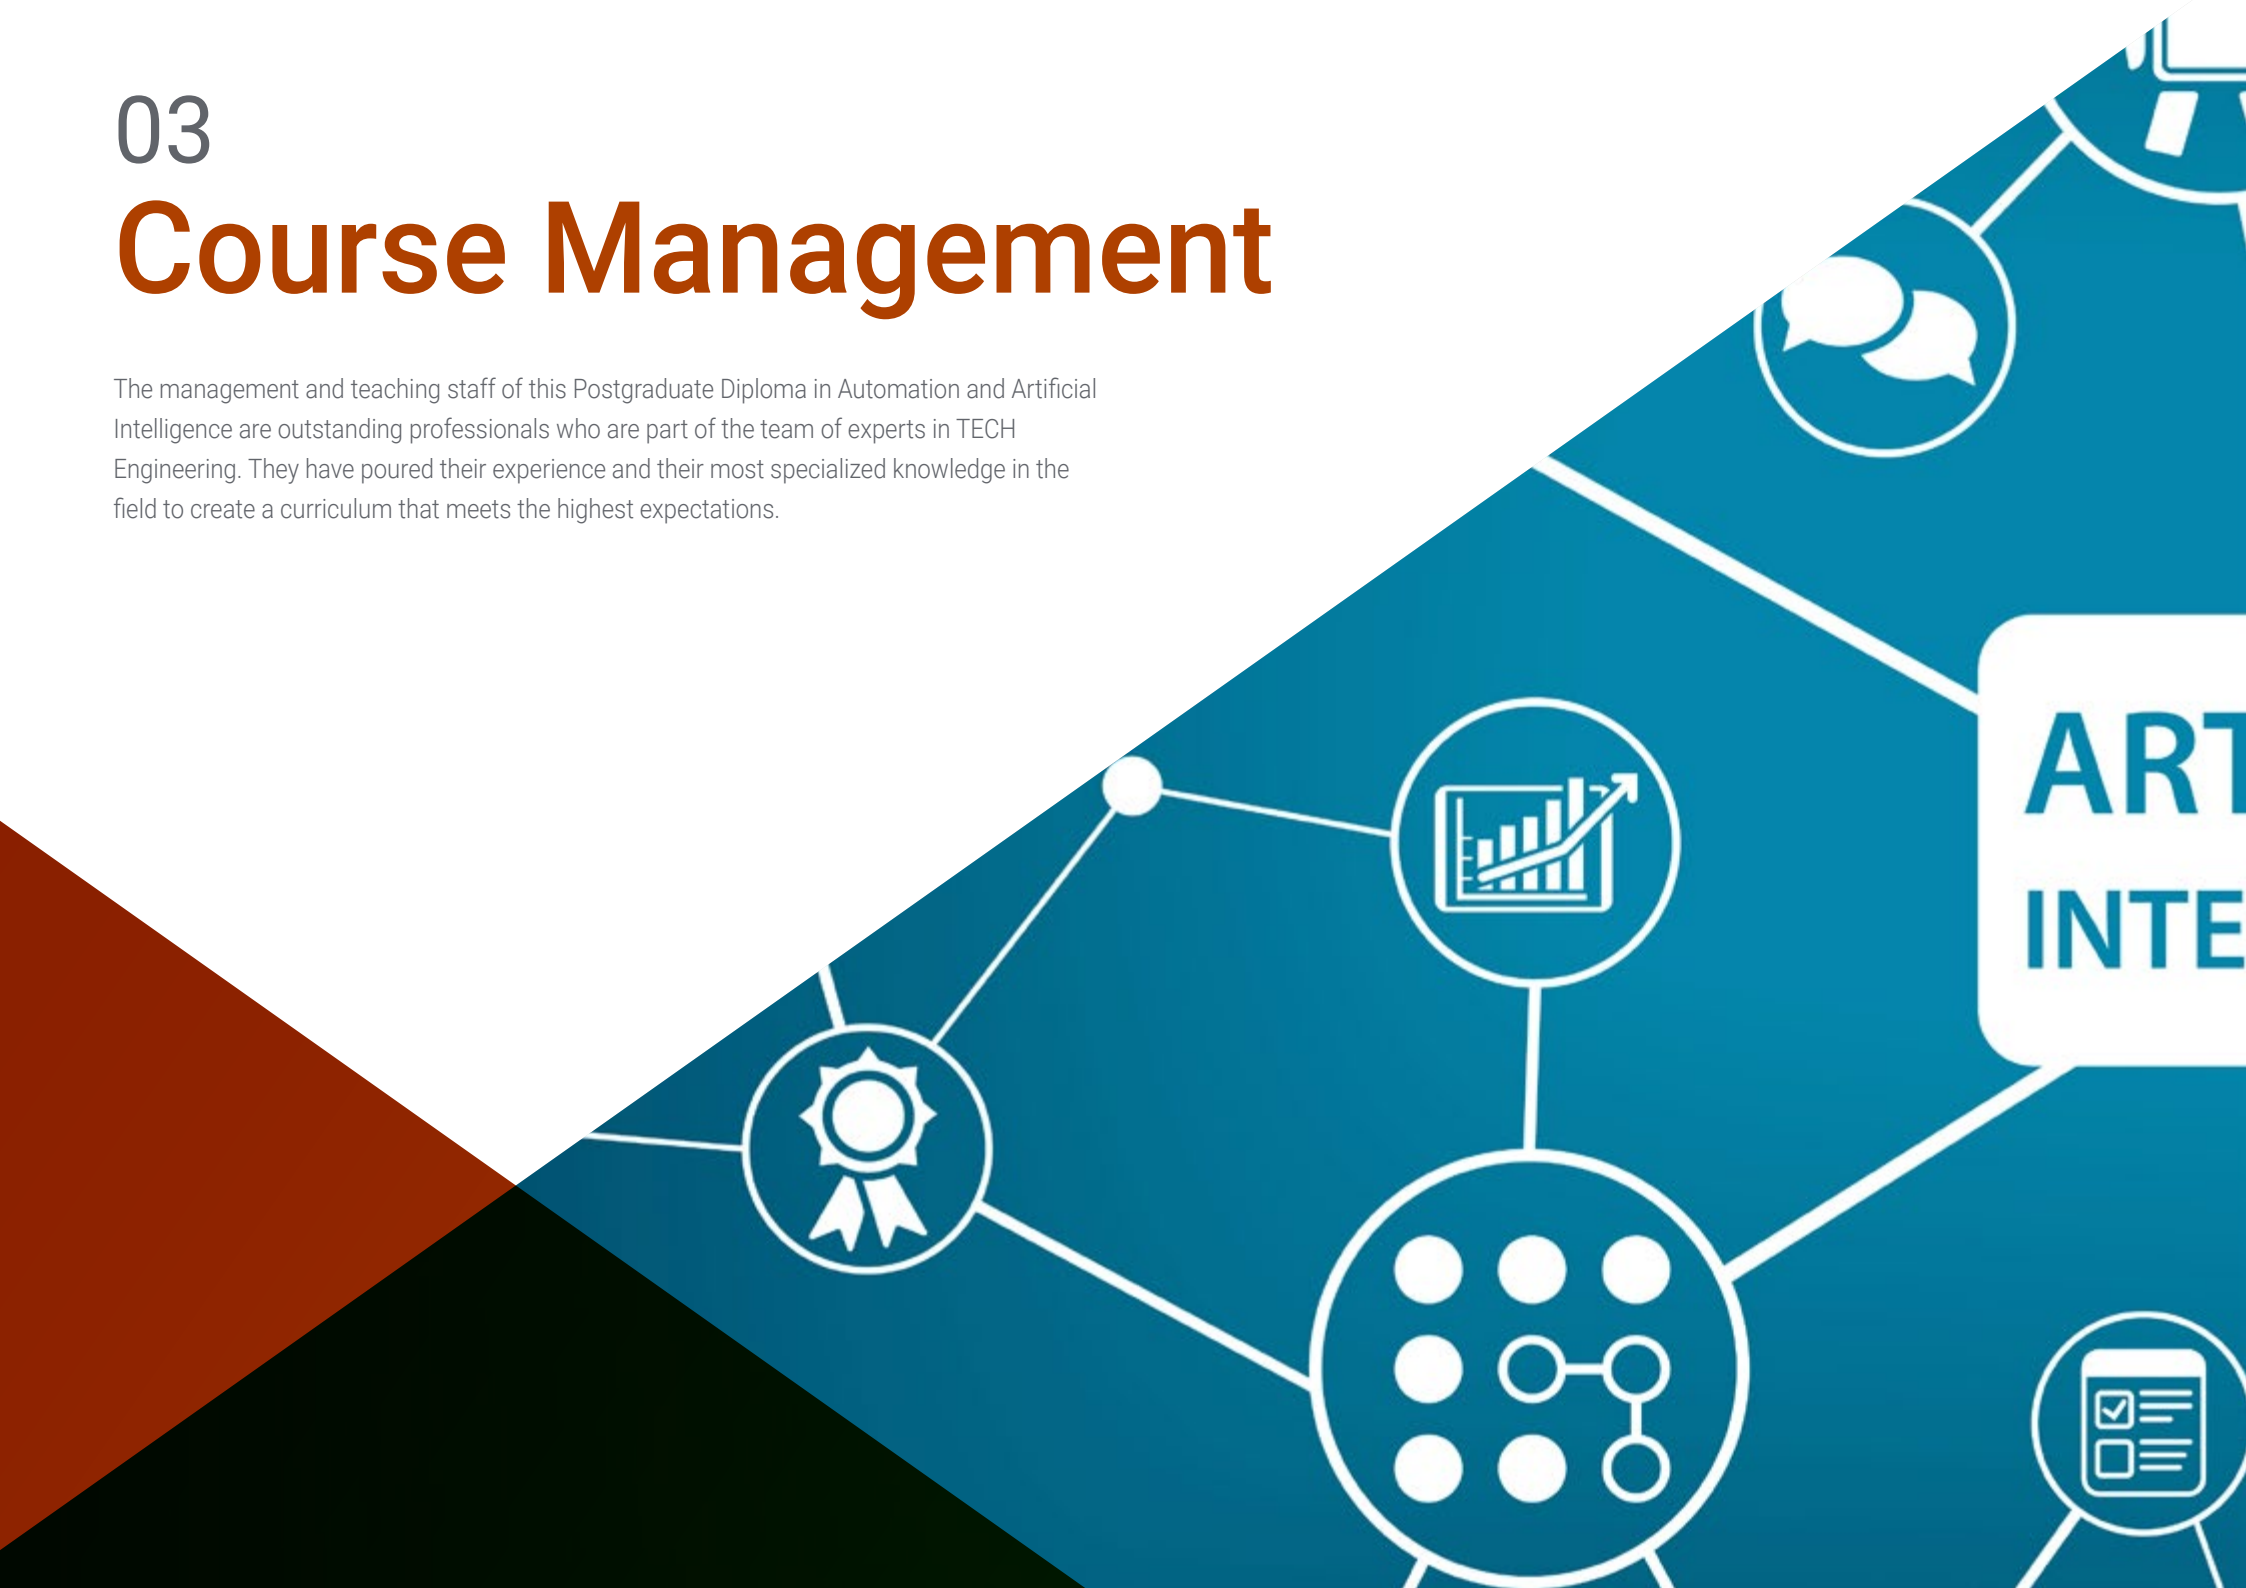 03
Course Management
The management and teaching staff of this Postgraduate Diploma in Automation and Artificial
Intelligence are outstanding professionals who are part of the team of experts in TECH
Engineering. They have poured their experience and their most specialized knowledge in the
field to create a curriculum that meets the highest expectations.
ART
INTE